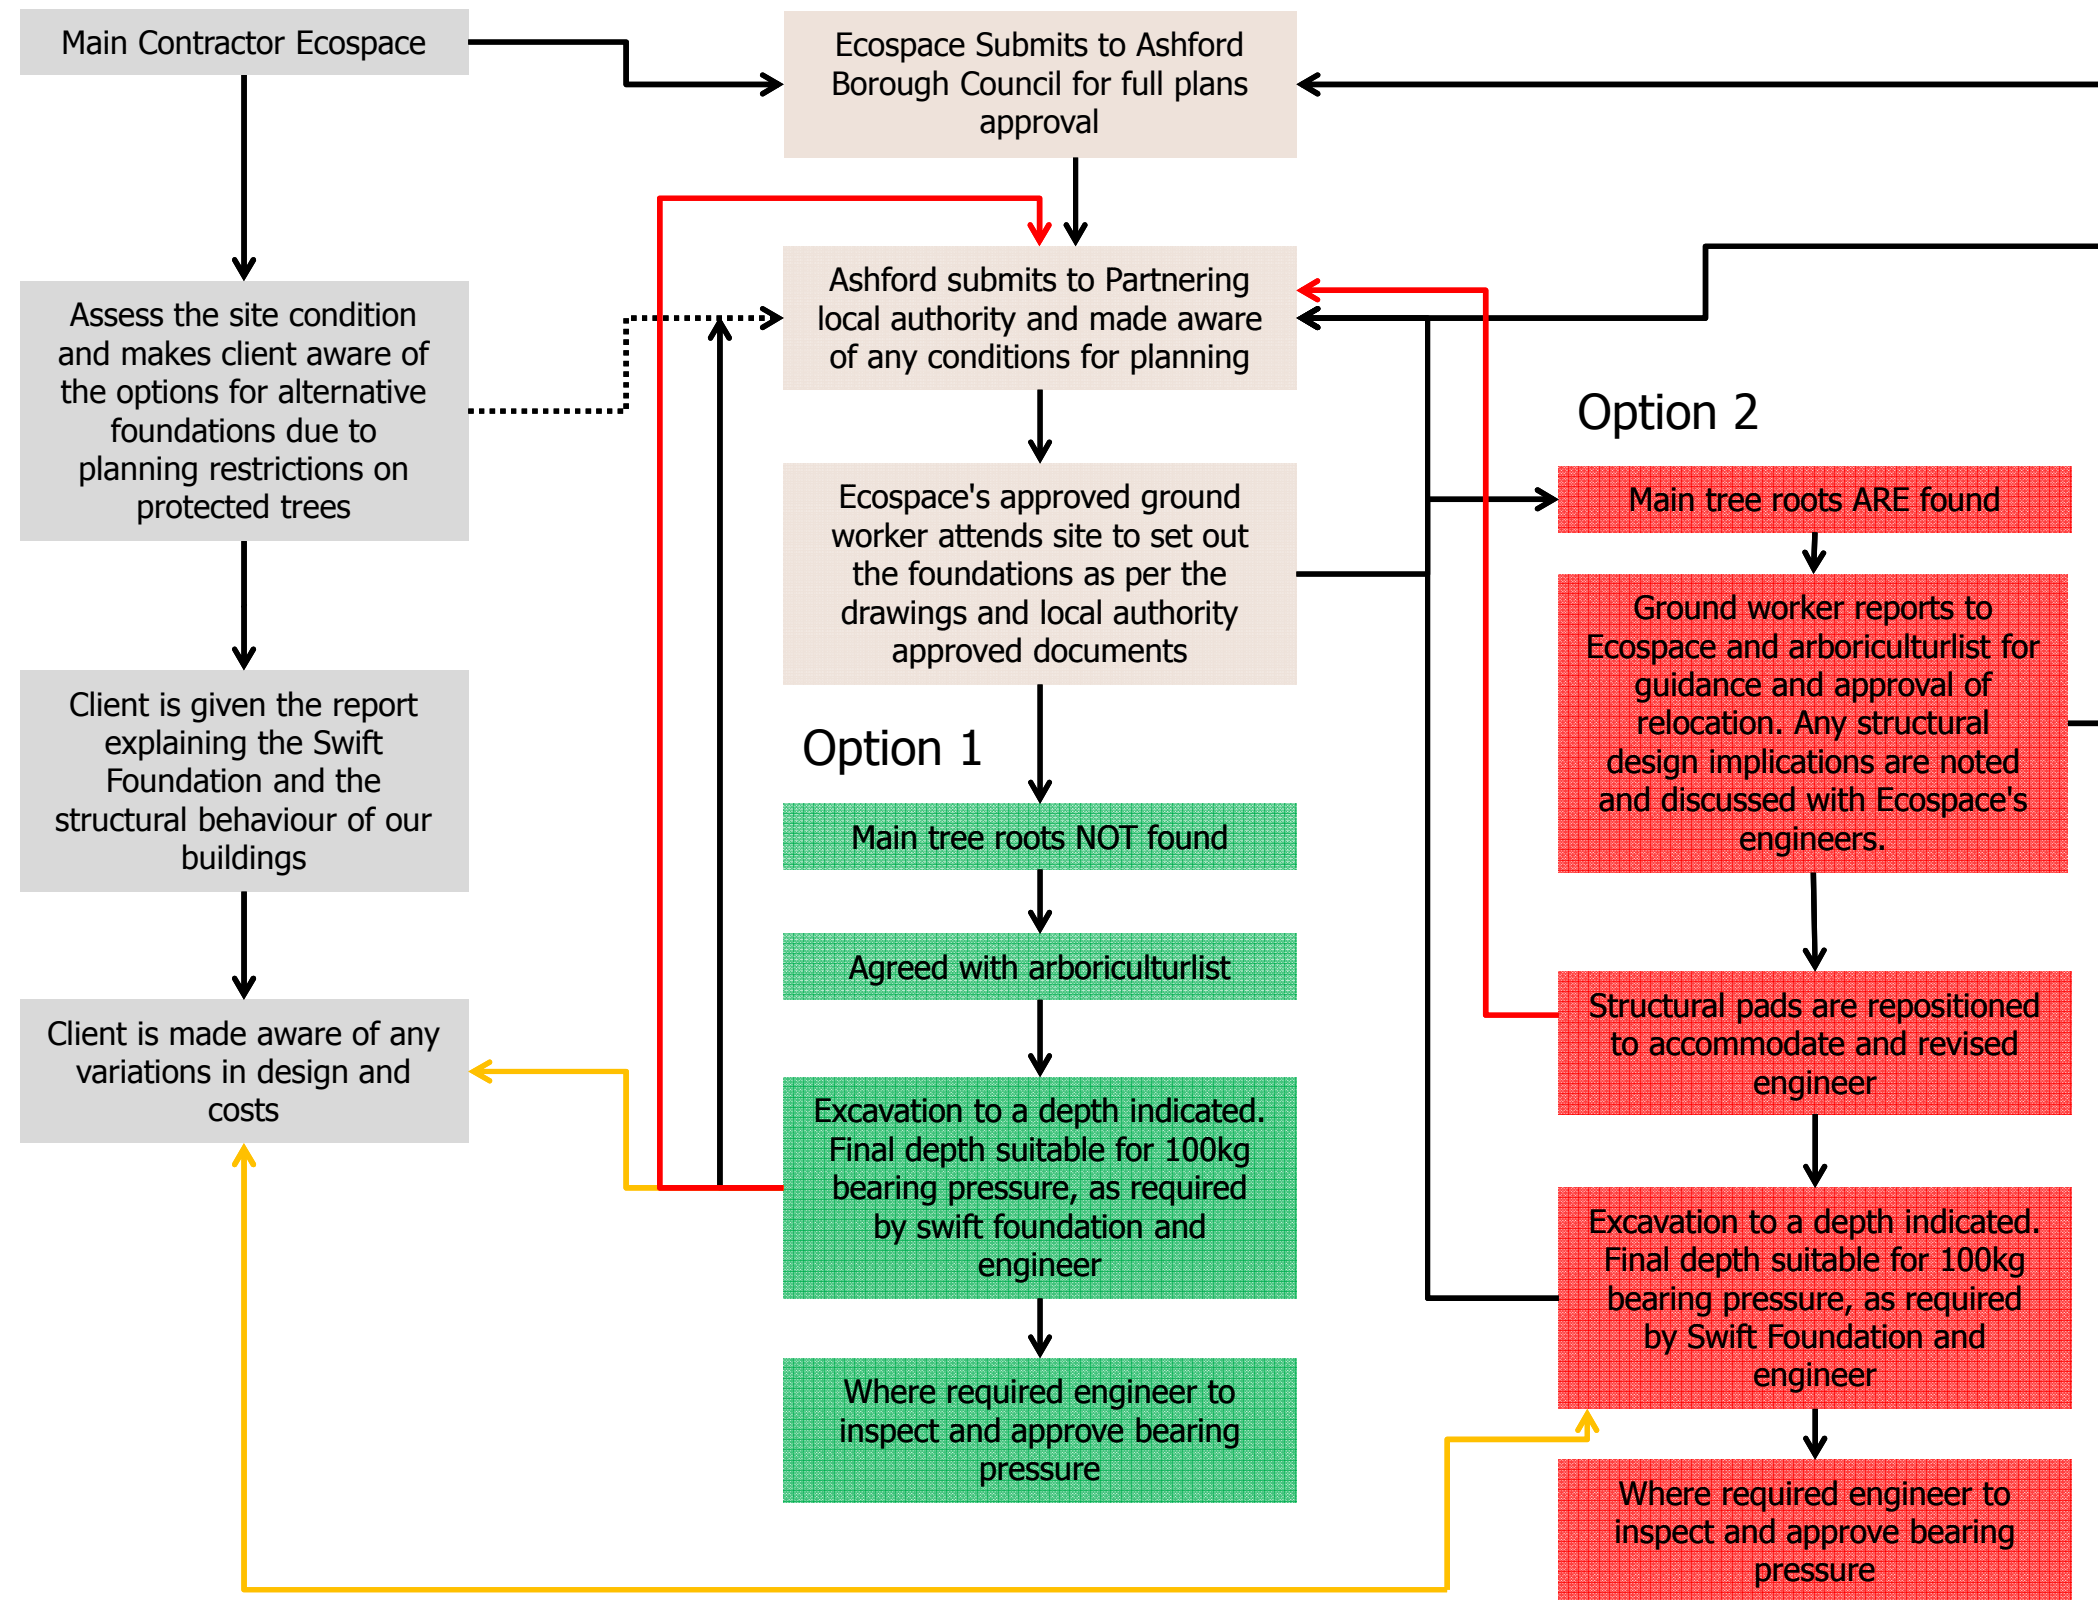 Main Contractor Ecospace
Assess the site condition
and makes client aware of
the options for alternative
foundations due to
planning restrictions on
protected trees
Client is given the report
explaining the Swift
Foundation and the
structural behaviour of our
buildings
Client is made aware of any
variations in design and
costs
Ecospace Submits to Ashford
Borough Council for full plans
approval
Ashford submits to Partnering
local authority and made aware
of any conditions for planning
Ecospace's approved ground
worker attends site to set out
the foundations as per the
drawings and local authority
approved documents
Option 1
Main tree roots NOT found
Agreed with arboriculturlist
Excavation to a depth indicated.
Final depth suitable for 100kg
bearing pressure, as required
by swift foundation and
engineer
Where required engineer to
inspect and approve bearing
pressure
Option 2
Main tree roots ARE found
Ground worker reports to
Ecospace and arboriculturlist for
guidance and approval of
relocation. Any structural
design implications are noted
and discussed with Ecospace's
engineers.
Structural pads are repositioned
to accommodate and revised
engineer
Excavation to a depth indicated.
Final depth suitable for 100kg
bearing pressure, as required
by Swift Foundation and
engineer
Where required engineer to
inspect and approve bearing
pressure